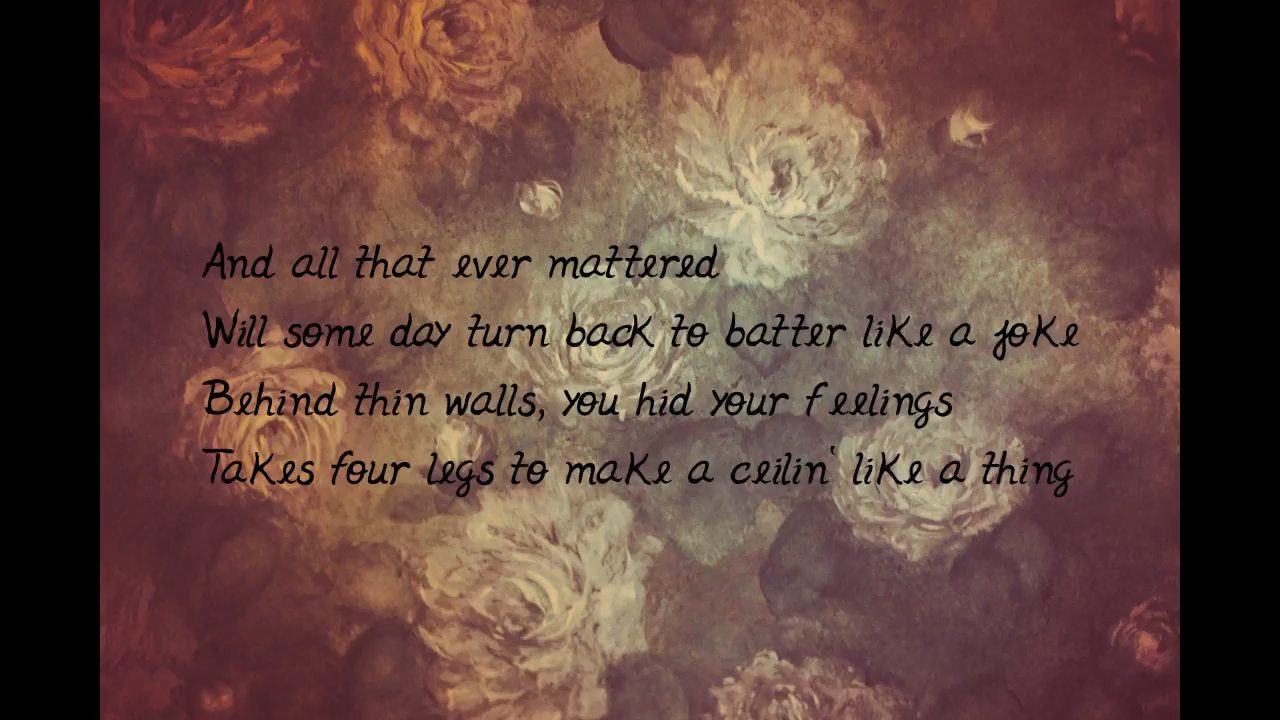 And all that ever mattered
Will some day turn back to batter like a joke
Behind thin walls, you hid your feelings
Takes four legs to make a ceilin' like a thing